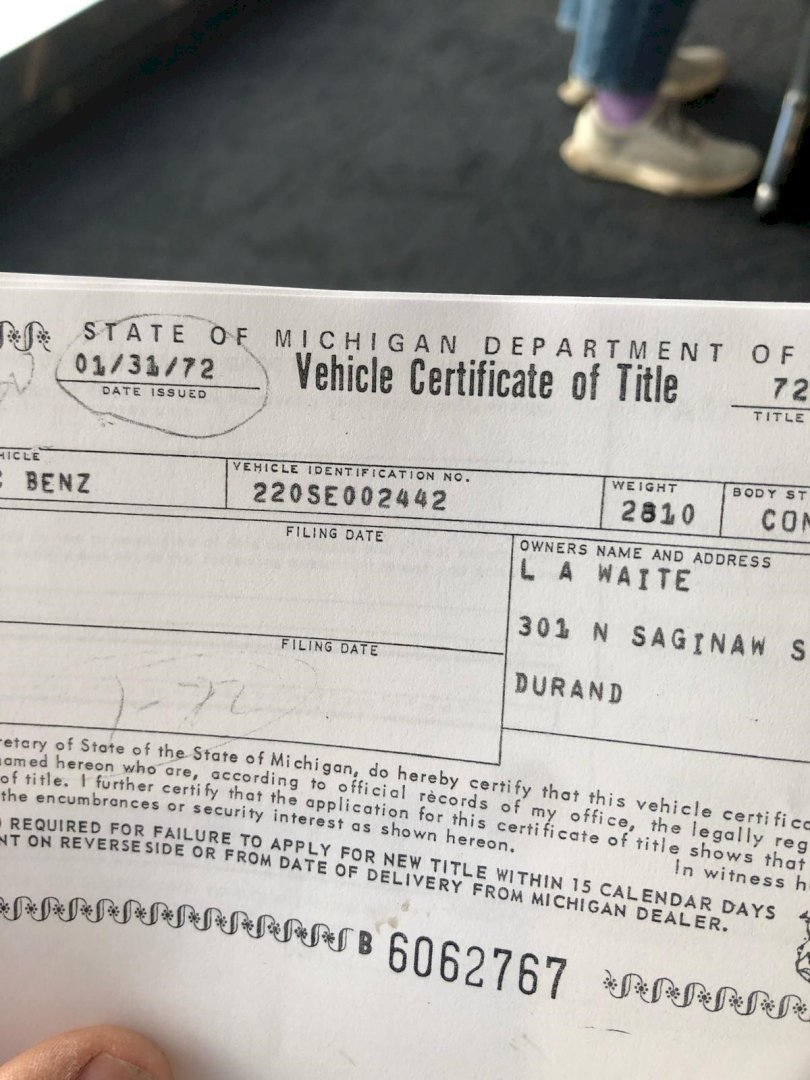 STATE OF MICHIGAN DEPARTMENT OF
01/31/72
DATE ISSUED
Vehicle Certificate of Title
72
TITLE
HICLE
BENZ
VEHICLE IDENTIFICATION NO.
220SE002442
WEIGHT
2810
BODY ST
CON
FILING DATE
OWNERS NAME AND ADDRESS
L A WAITE
301 N SAGINAW S
DURAND
FILING DATE
1-72
retary of State of the State of Michigan, do hereby certify that this vehicle certifica
named hereon who are, according to official records of my office, the legally reg
of title. I further certify that the application for this certificate of title shows that
the encumbrances or security interest as shown hereon.
In witness h
REQUIRED FOR FAILURE TO APPLY FOR NEW TITLE WITHIN 15 CALENDAR DAYS
NT ON REVERSE SIDE OR FROM DATE OF DELIVERY FROM MICHIGAN DEALER.
B 6062767